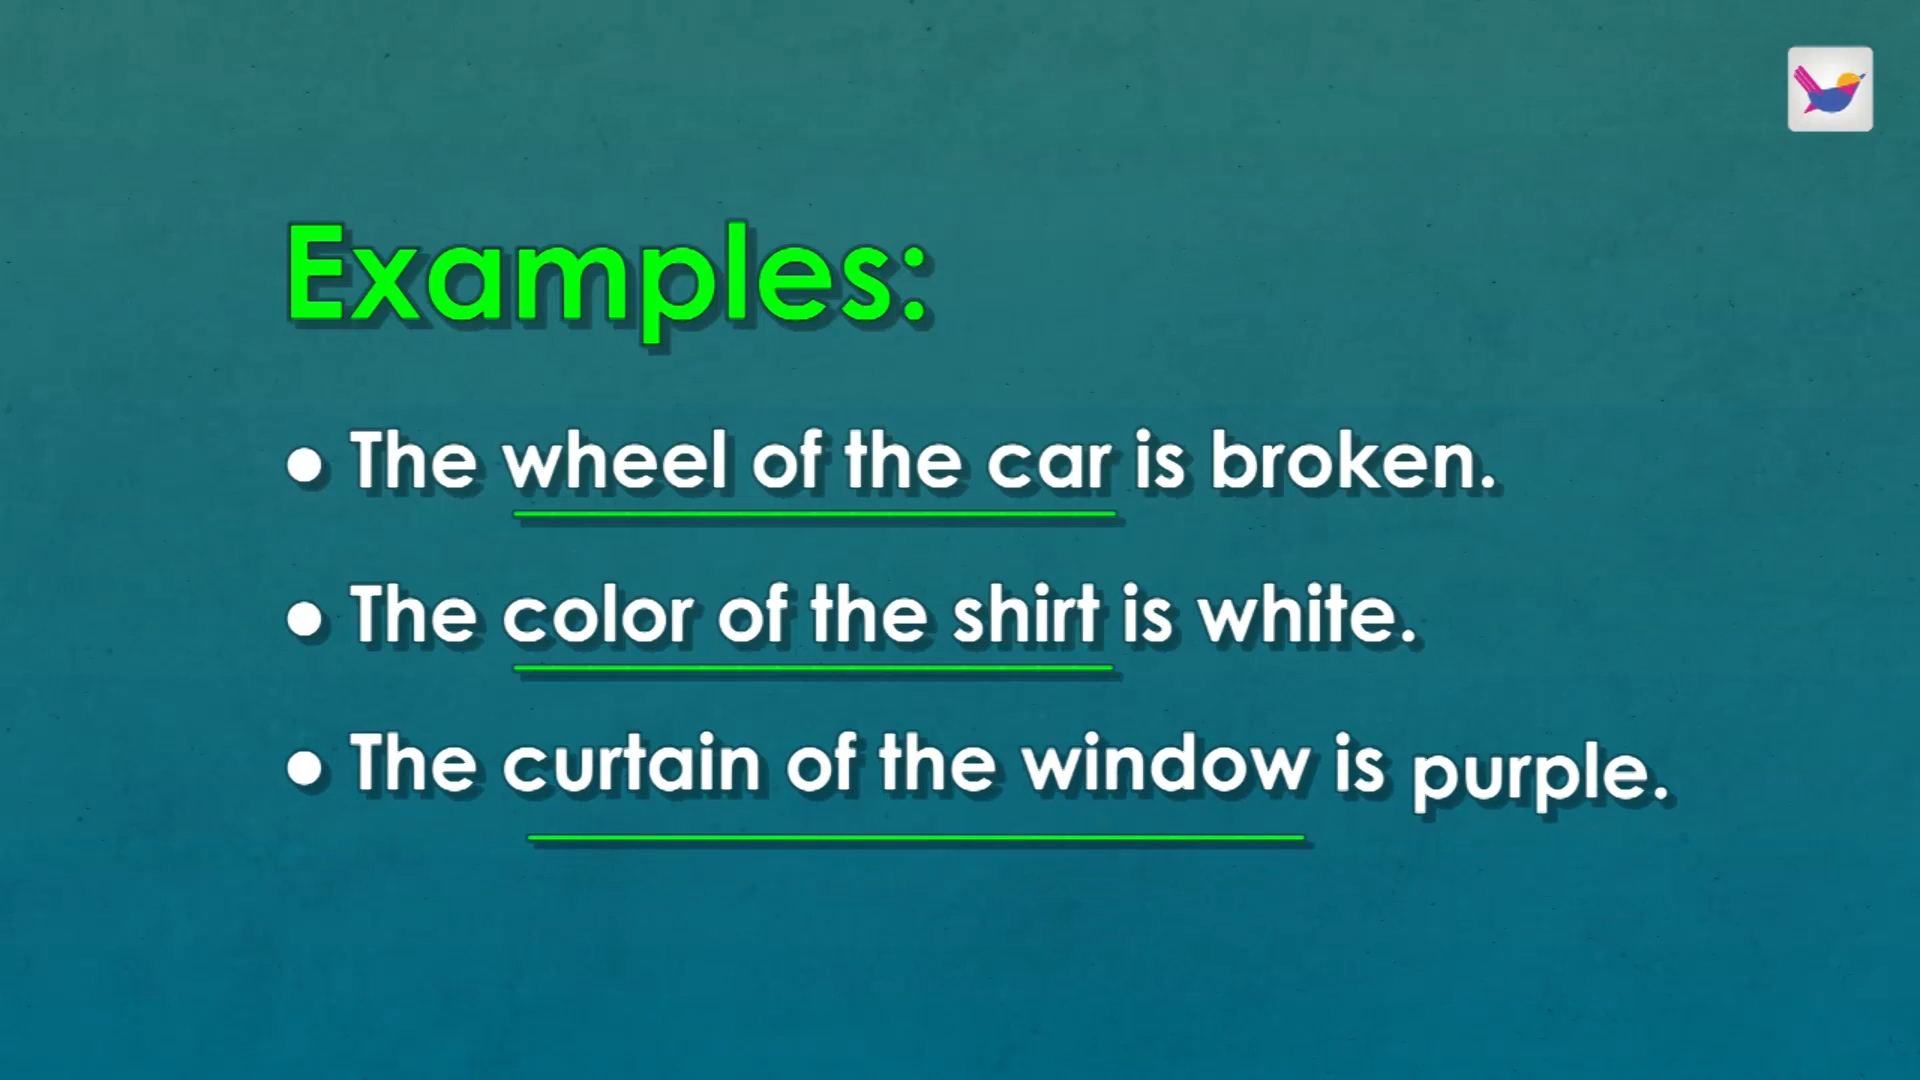 Examples:
• The wheel of the car is broken.
• The color of the shirt is white.
• The curtain of the window is purple.